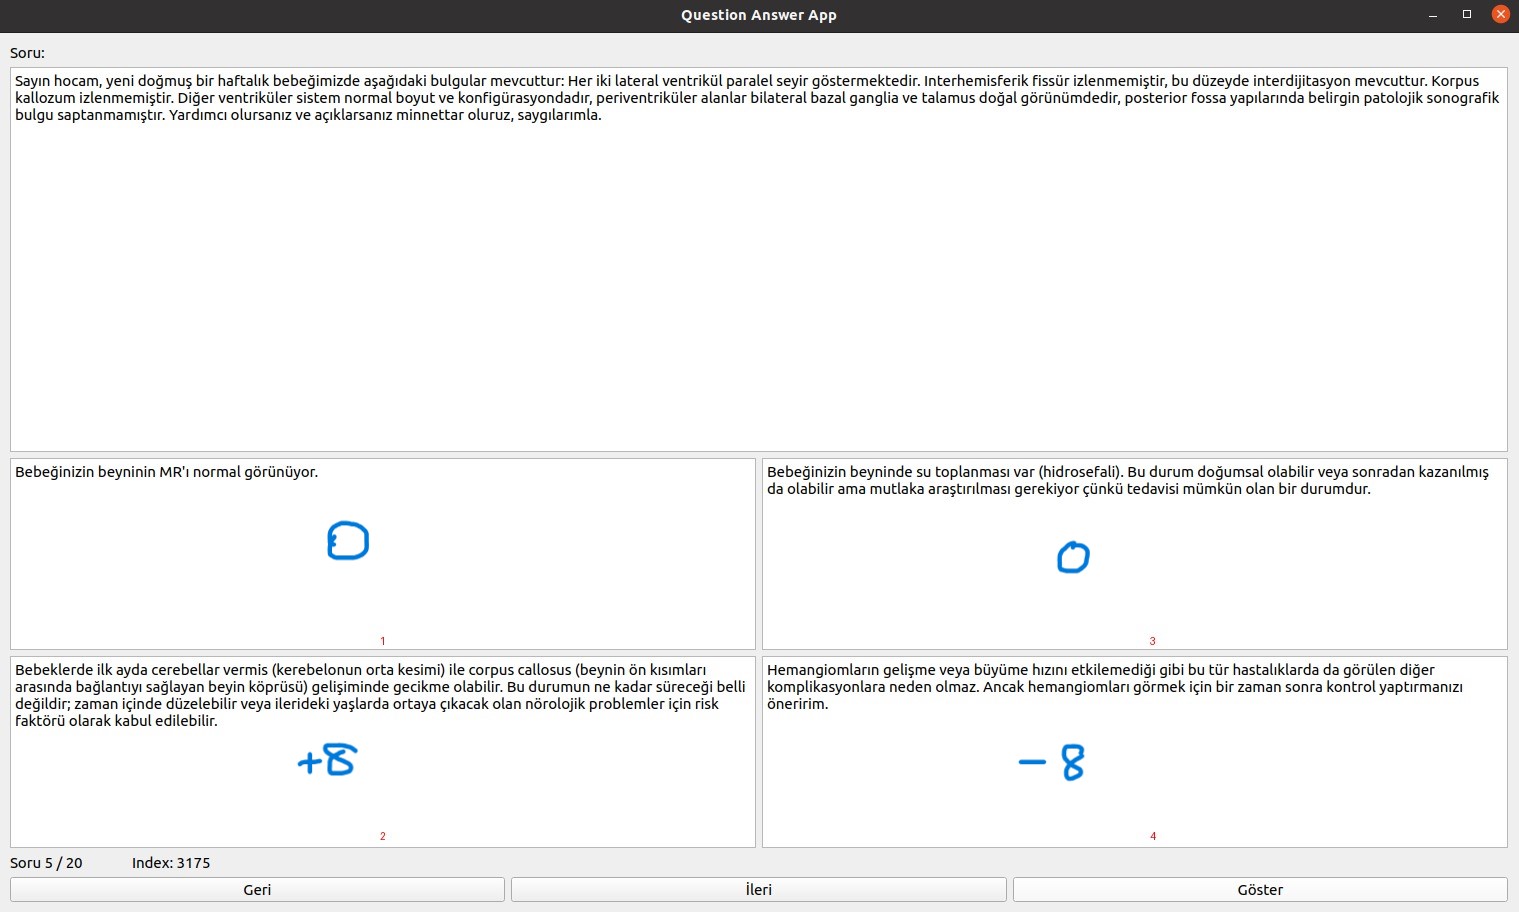 Question Answer App
Soru:
Sayın hocam, yeni doğmuş bir haftalık bebeğimizde aşağıdaki bulgular mevcuttur: Her iki lateral ventrikül paralel seyir göstermektedir. Interhemisferik fissür izlenmemiştir, bu düzeyde interdijitasyon mevcuttur. Korpus
kallozum izlenmemiştir. Diğer ventriküler sistem normal boyut ve konfigürasyondadır, periventriküler alanlar bilateral bazal ganglia ve talamus doğal görünümdedir, posterior fossa yapılarında belirgin patolojik sonografik
bulgu saptanmamıştır. Yardımcı olursanız ve açıklarsanız minnettar oluruz, saygılarımla.
Bebeğinizin beyninin MR'ı normal görünüyor.
0
1
Bebeğinizin beyninde su toplanması var (hidrosefali). Bu durum doğumsal olabilir veya sonradan kazanılmış
da olabilir ama mutlaka araştırılması gerekiyor çünkü tedavisi mümkün olan bir durumdur.
0
3
Bebeklerde ilk ayda cerebellar vermis (kerebelonun orta kesimi) ile corpus callosus (beynin ön kısımları
arasında bağlantıyı sağlayan beyin köprüsü) gelişiminde gecikme olabilir. Bu durumun ne kadar süreceği belli
değildir; zaman içinde düzelebilir veya ilerideki yaşlarda ortaya çıkacak olan nörolojik problemler için risk
faktörü olarak kabul edilebilir.
+8
2
Hemangiomların gelişme veya büyüme hızını etkilemediği gibi bu tür hastalıklarda da görülen diğer
komplikasyonlara neden olmaz. Ancak hemangiomları görmek için bir zaman sonra kontrol yaptırmanızı
öneririm.
- 8
4
Soru 5 / 20 Index: 3175
Geri İleri Göster